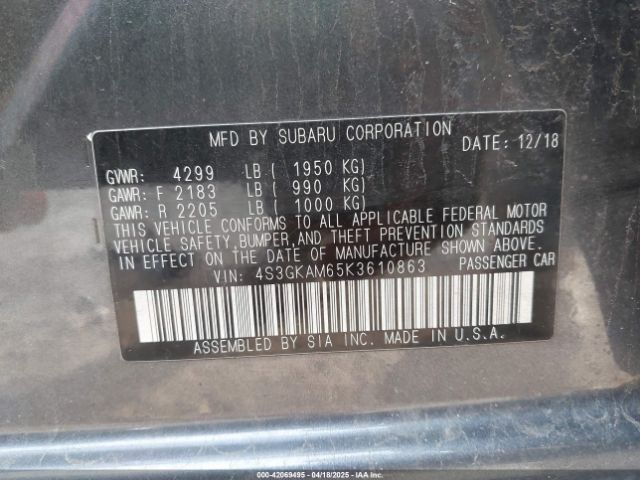 MFD BY SUBARU CORPORATION DATE: 12/18
GVWR: 4299 LB ( 1950 KG)
GAWR: F 2183 LB ( 990 KG)
GAWR: R 2205 LB ( 1000 KG)
THIS VEHICLE CONFORMS TO ALL APPLICABLE FEDERAL MOTOR
VEHICLE SAFETY, BUMPER, AND THEFT PREVENTION STANDARDS
IN EFFECT ON THE DATE OF MANUFACTURE SHOWN ABOVE.
VIN: 4S3GKAM65K3610863 PASSENGER CAR
ASSEMBLED BY SIA INC. MADE IN U.S.A.
000-42069495 - 04/18/2025 - IAAI.COM